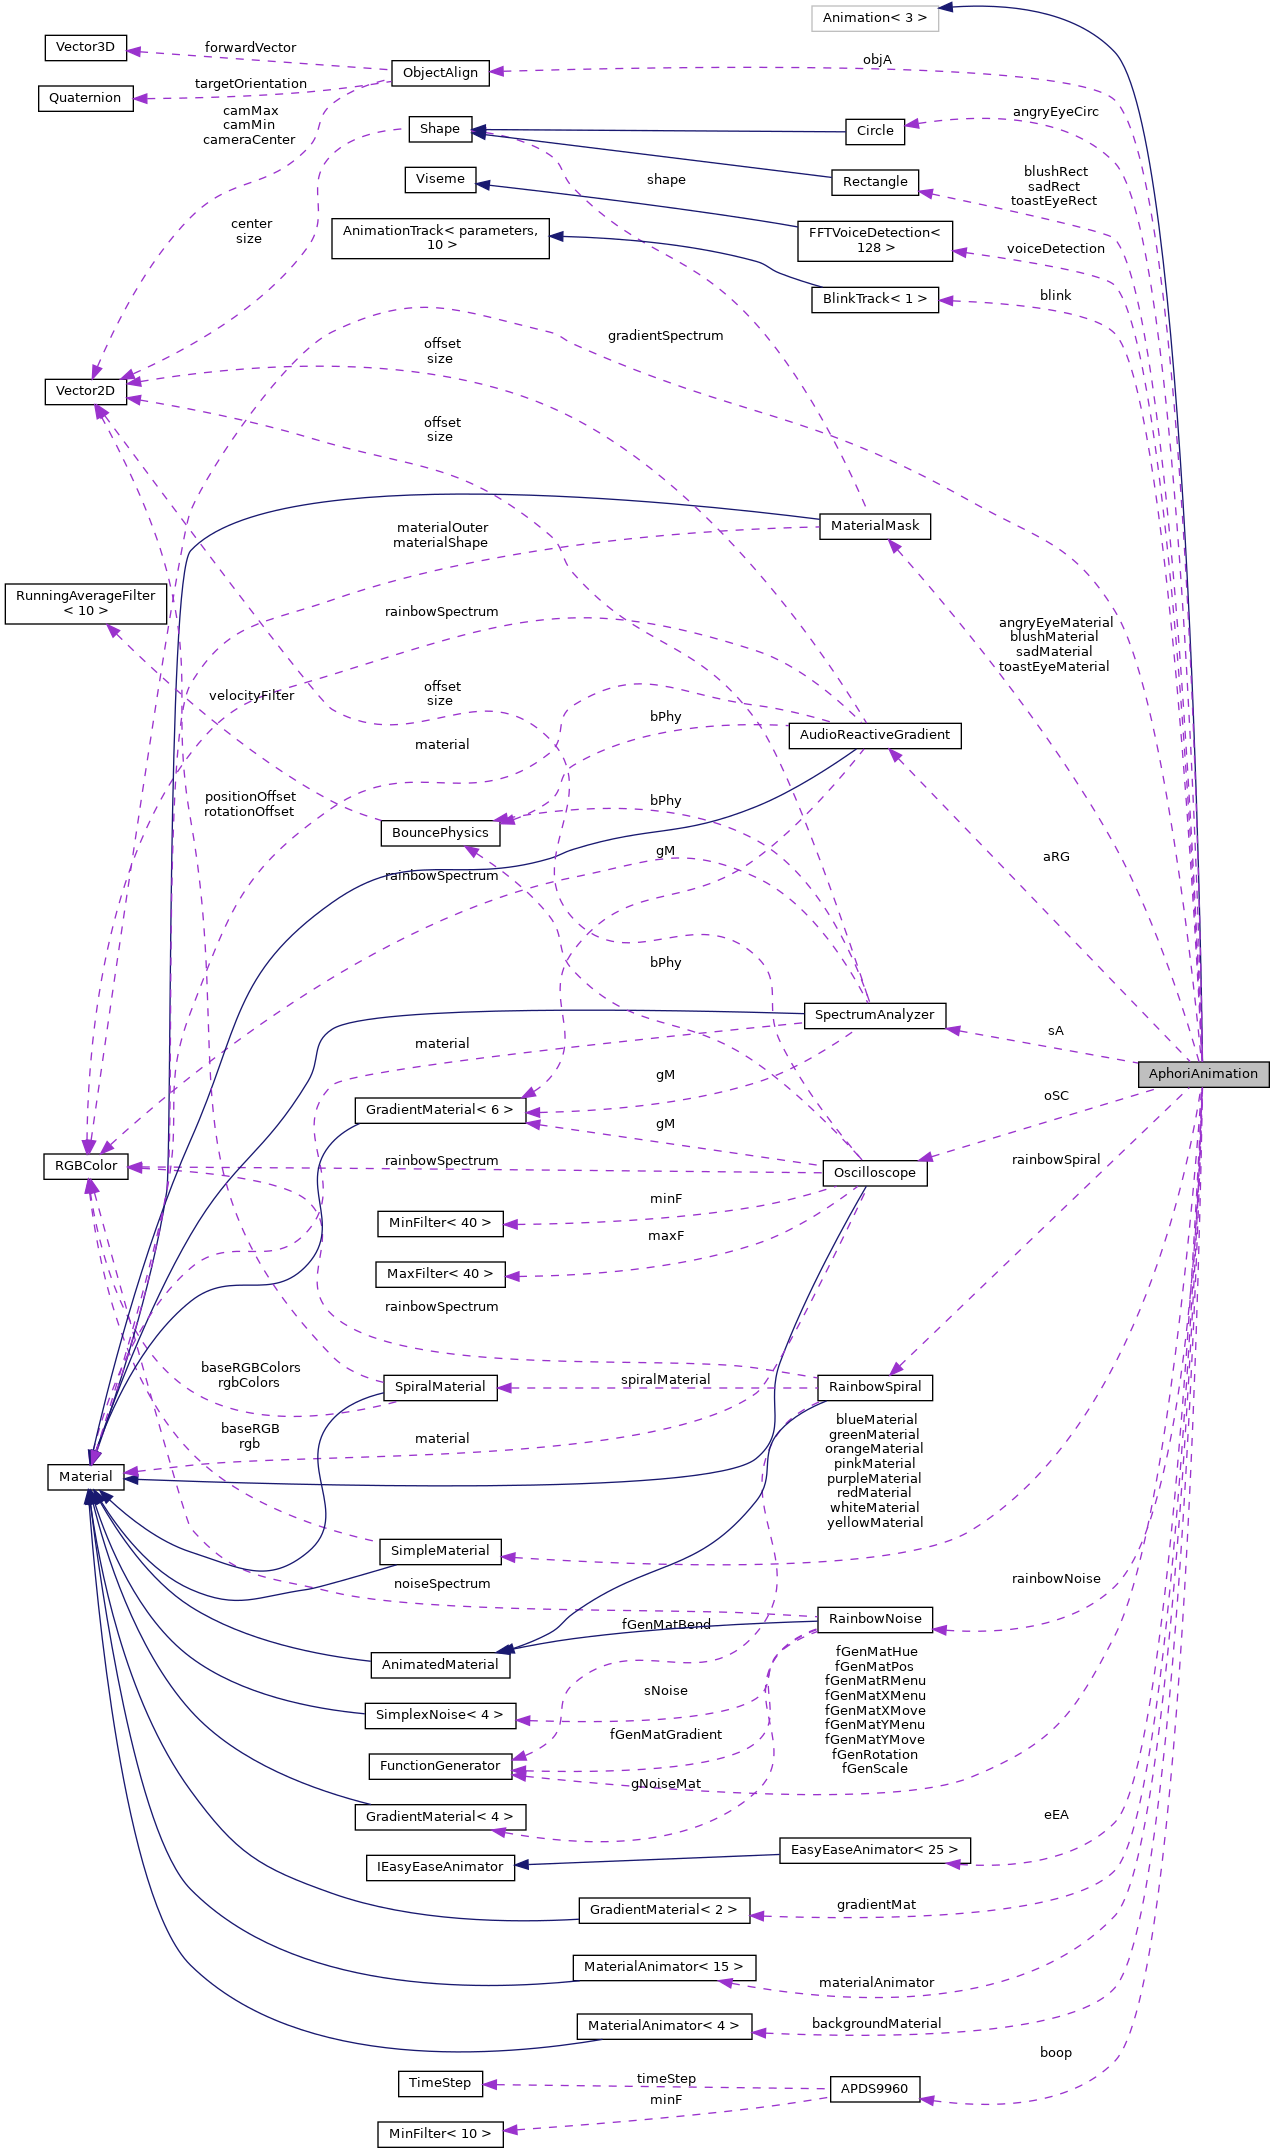 Animation< 3 >
Vector3D
forwardVector
objA
ObjectAlign
targetOrientation
Quaternion
camMax
camMin
cameraCenter
angryEyeCirc
Shape
Circle
blushRect
sadRect
toastEyeRect
Viseme
shape
Rectangle
center
size
AnimationTrack< parameters,
10 >
FFTVoiceDetection<
128 >
voiceDetection
BlinkTrack< 1 >
blink
gradientSpectrum
offset
size
Vector2D
offset
size
materialOuter
materialShape
MaterialMask
RunningAverageFilter
< 10 >
rainbowSpectrum
angryEyeMaterial
blushMaterial
sadMaterial
toastEyeMaterial
velocityFilter
offset
size
bPhy
AudioReactiveGradient
material
positionOffset
rotationOffset
bPhy
BouncePhysics
gM
aRG
rainbowSpectrum
bPhy
SpectrumAnalyzer
sA
material
gM
AphoriAnimation
GradientMaterial< 6 >
gM
oSC
RGBColor
rainbowSpectrum
Oscilloscope
rainbowSpiral
minF
MinFilter< 40 >
maxF
MaxFilter< 40 >
rainbowSpectrum
baseRGBColors
rgbColors
SpiralMaterial
spiralMaterial
RainbowSpiral
baseRGB
rgb
material
blueMaterial
greenMaterial
orangeMaterial
pinkMaterial
purpleMaterial
redMaterial
whiteMaterial
yellowMaterial
Material
SimpleMaterial
noiseSpectrum
rainbowNoise
fGenMatBend
RainbowNoise
AnimatedMaterial
fGenMatHue
fGenMatPos
fGenMatRMenu
fGenMatXMenu
fGenMatXMove
fGenMatYMenu
fGenMatYMove
fGenRotation
fGenScale
sNoise
SimplexNoise< 4 >
fGenMatGradient
FunctionGenerator
gNoiseMat
GradientMaterial< 4 >
eEA
IEasyEaseAnimator
EasyEaseAnimator< 25 >
GradientMaterial< 2 >
gradientMat
MaterialAnimator< 15 >
materialAnimator
MaterialAnimator< 4 >
backgroundMaterial
boop
TimeStep
timeStep
APDS9960
minF
MinFilter< 10 >